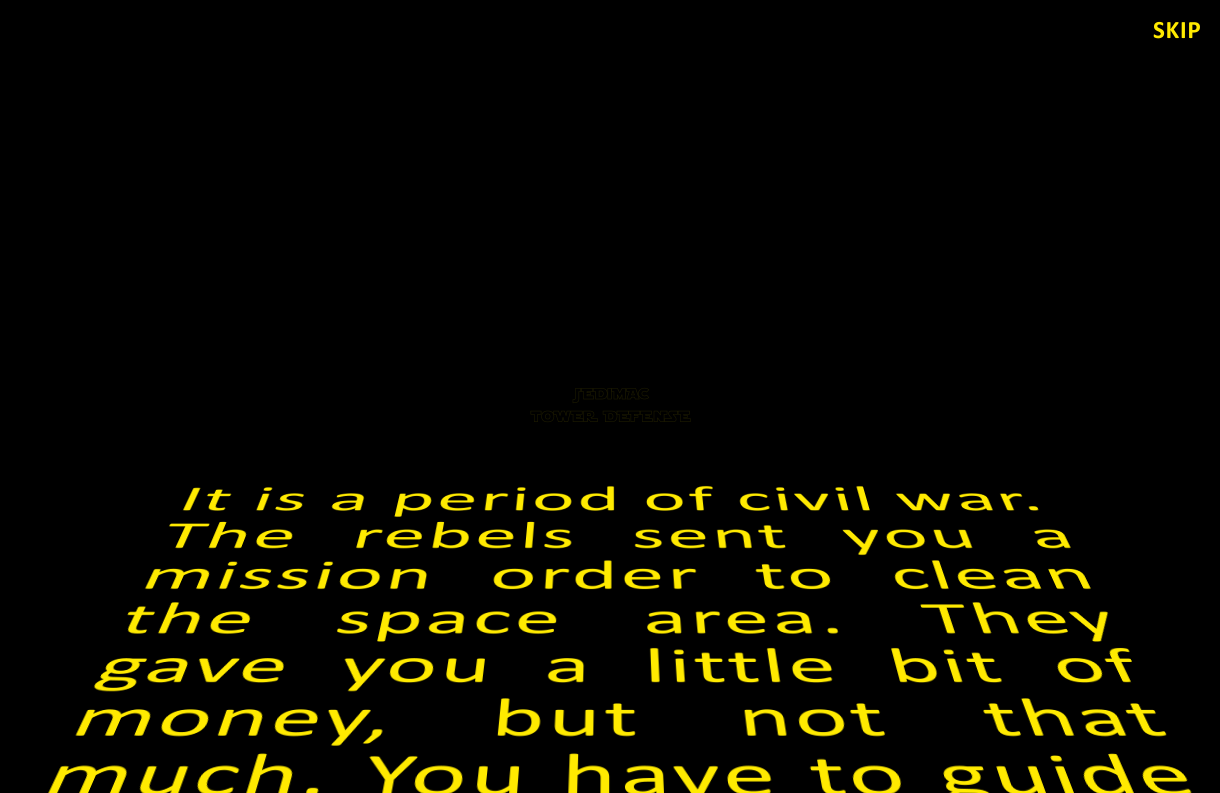 SKIP
JEDIMAC
TOWER DEFENSE
It is a period of civil war.
The rebels sent you a
mission order to clean
the space area. They
gave you a little bit of
money, but not that
much. You have to guide